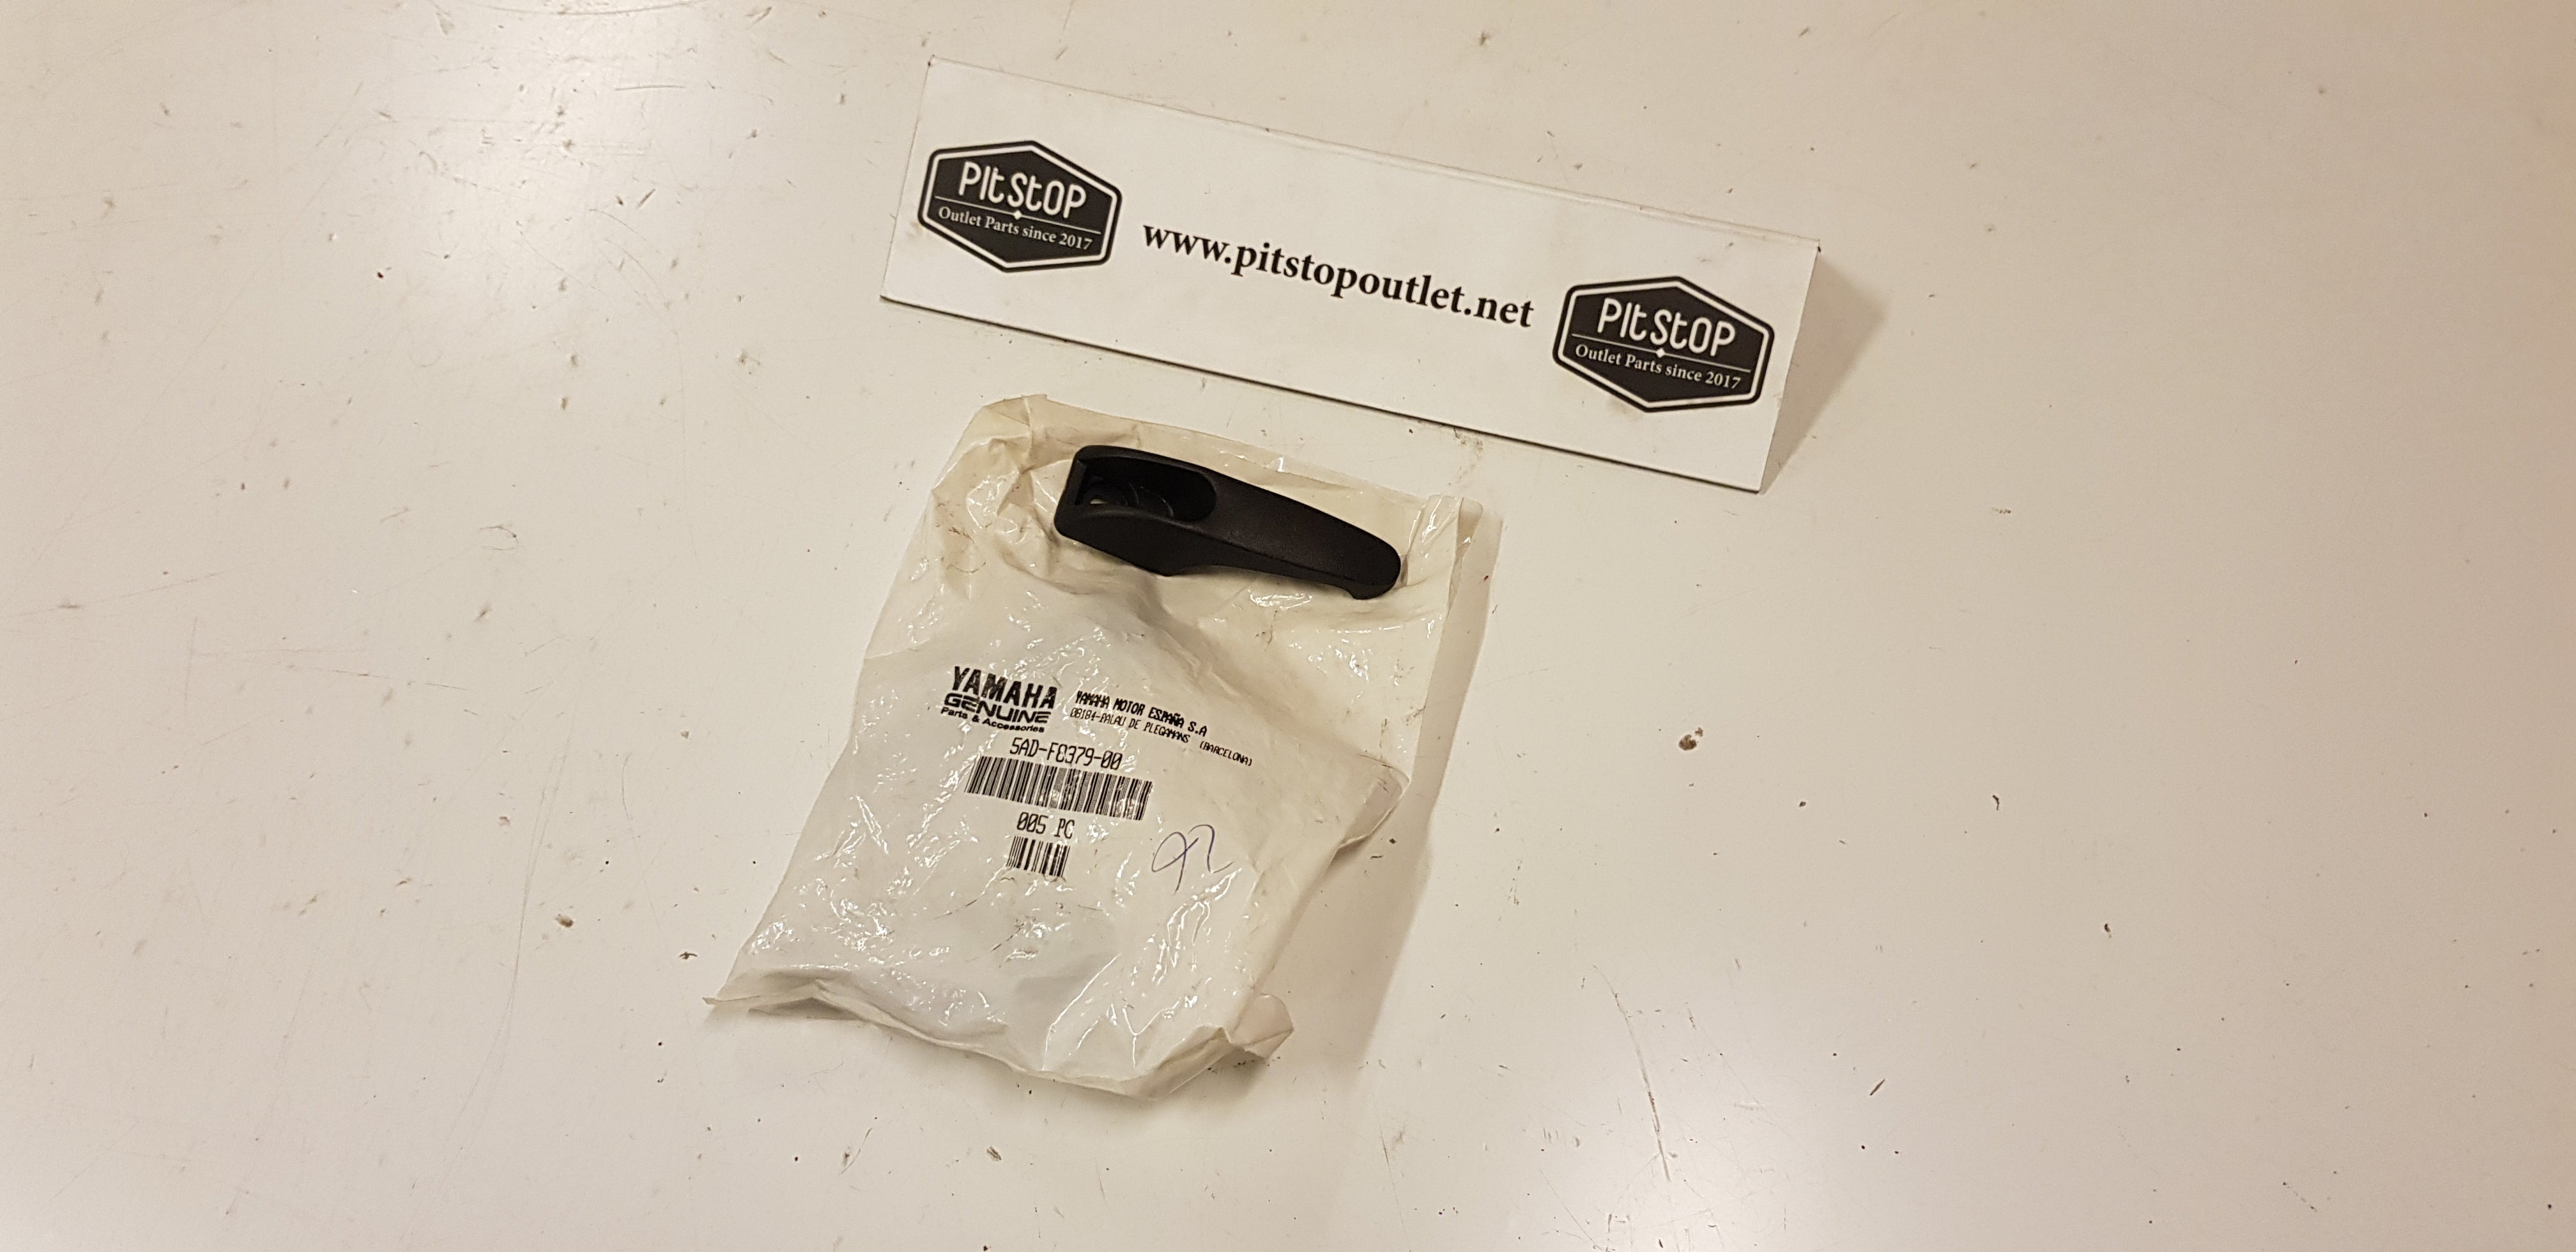 PitStOP
Outlet Parts since 2017
www.pitstopoutlet.net
PitStOP
Outlet Parts since 2017
YAMAHA
GENUINE
Parts & Accessories
YAMAHA MOTOR ESPAÑA S.A
08184-PALAU DE PLEGAMANS (BARCELONA)
5AD-F8379-00
005 PC
92